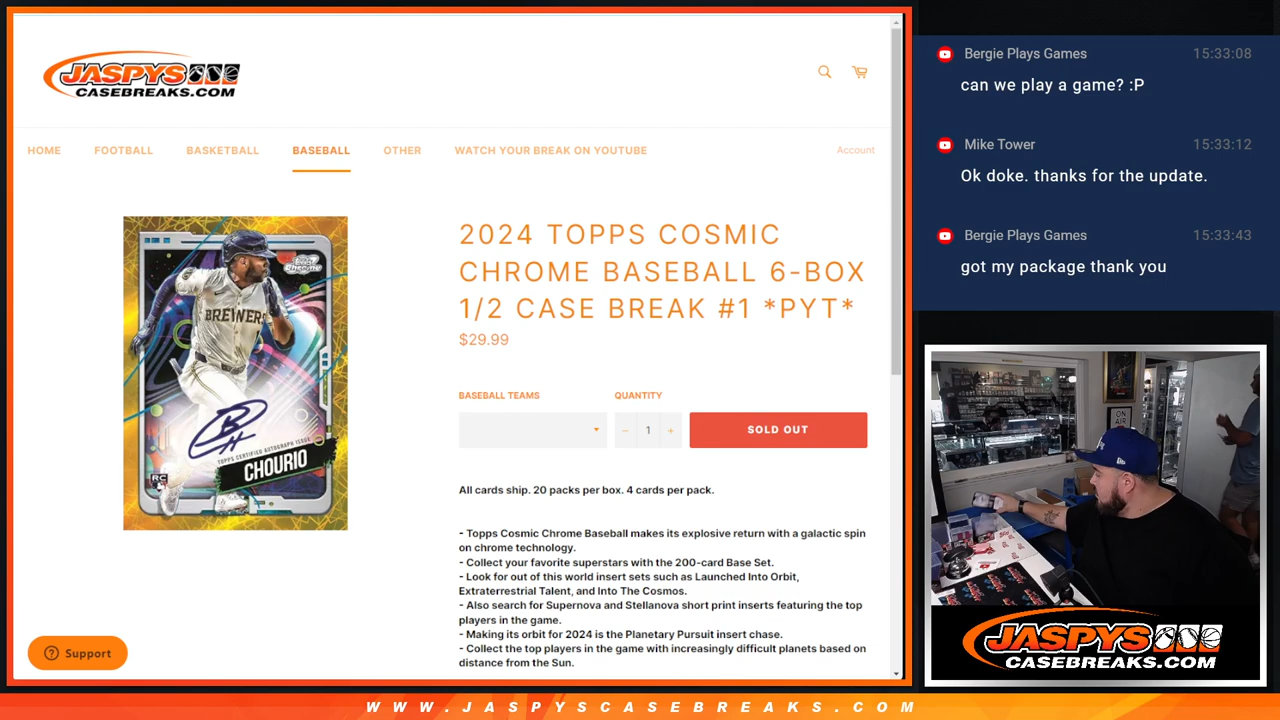 JASPYS
CASEBREAKS.COM
HOME FOOTBALL BASKETBALL BASEBALL OTHER WATCH YOUR BREAK ON YOUTUBE Account
BREWERS
TOPPS CERTIFIED AUTOGRAPH ISSUE
CHOURIO
RC
2024 TOPPS COSMIC
CHROME BASEBALL 6-BOX
1/2 CASE BREAK #1 *PYT*
$29.99
BASEBALL TEAMS QUANTITY
− 1 + SOLD OUT
All cards ship. 20 packs per box. 4 cards per pack.
- Topps Cosmic Chrome Baseball makes its explosive return with a galactic spin
on chrome technology.
- Collect your favorite superstars with the 200-card Base Set.
- Look for out of this world insert sets such as Launched Into Orbit,
Extraterrestrial Talent, and Into The Cosmos.
- Also search for Supernova and Stellanova short print inserts featuring the top
players in the game.
- Making its orbit for 2024 is the Planetary Pursuit insert chase.
- Collect the top players in the game with increasingly difficult planets based on
distance from the Sun.
Support
Bergie Plays Games 15:33:08
can we play a game? :P
Mike Tower 15:33:12
Ok doke. thanks for the update.
Bergie Plays Games 15:33:43
got my package thank you
ON
AIR
LA
JASPYS
CASEBREAKS.COM
WWW.JASPYSCASEBREAKS.COM